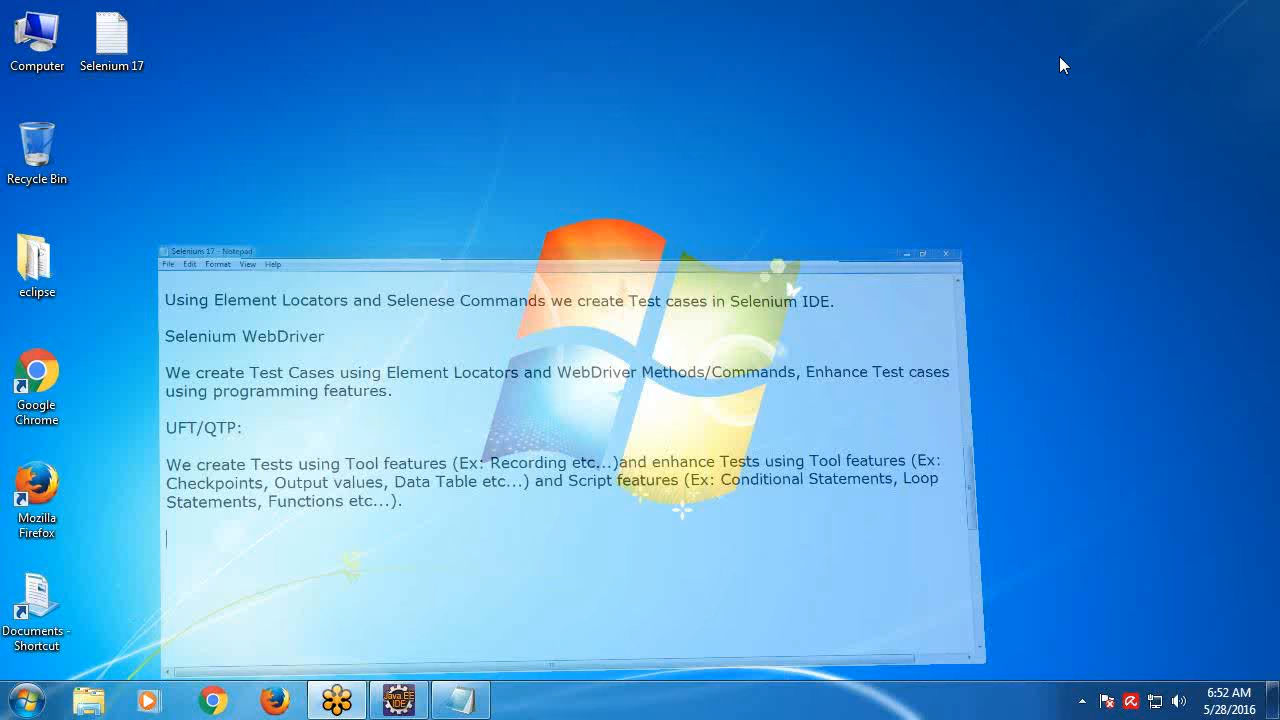 Computer
Selenium 17
Recycle Bin
eclipse
Google
Chrome
Mozilla
Firefox
Documents -
Shortcut
Selenium 17 - Notepad
File Edit Format View Help
Using Element Locators and Selenese Commands we create Test cases in Selenium IDE.
Selenium WebDriver
We create Test Cases using Element Locators and WebDriver Methods/Commands, Enhance Test cases
using programming features.
UFT/QTP:
We create Tests using Tool features (Ex: Recording etc...)and enhance Tests using Tool features (Ex:
Checkpoints, Output values, Data Table etc...) and Script features (Ex: Conditional Statements, Loop
Statements, Functions etc...).
Java EE
IDE
6:52 AM
5/28/2016